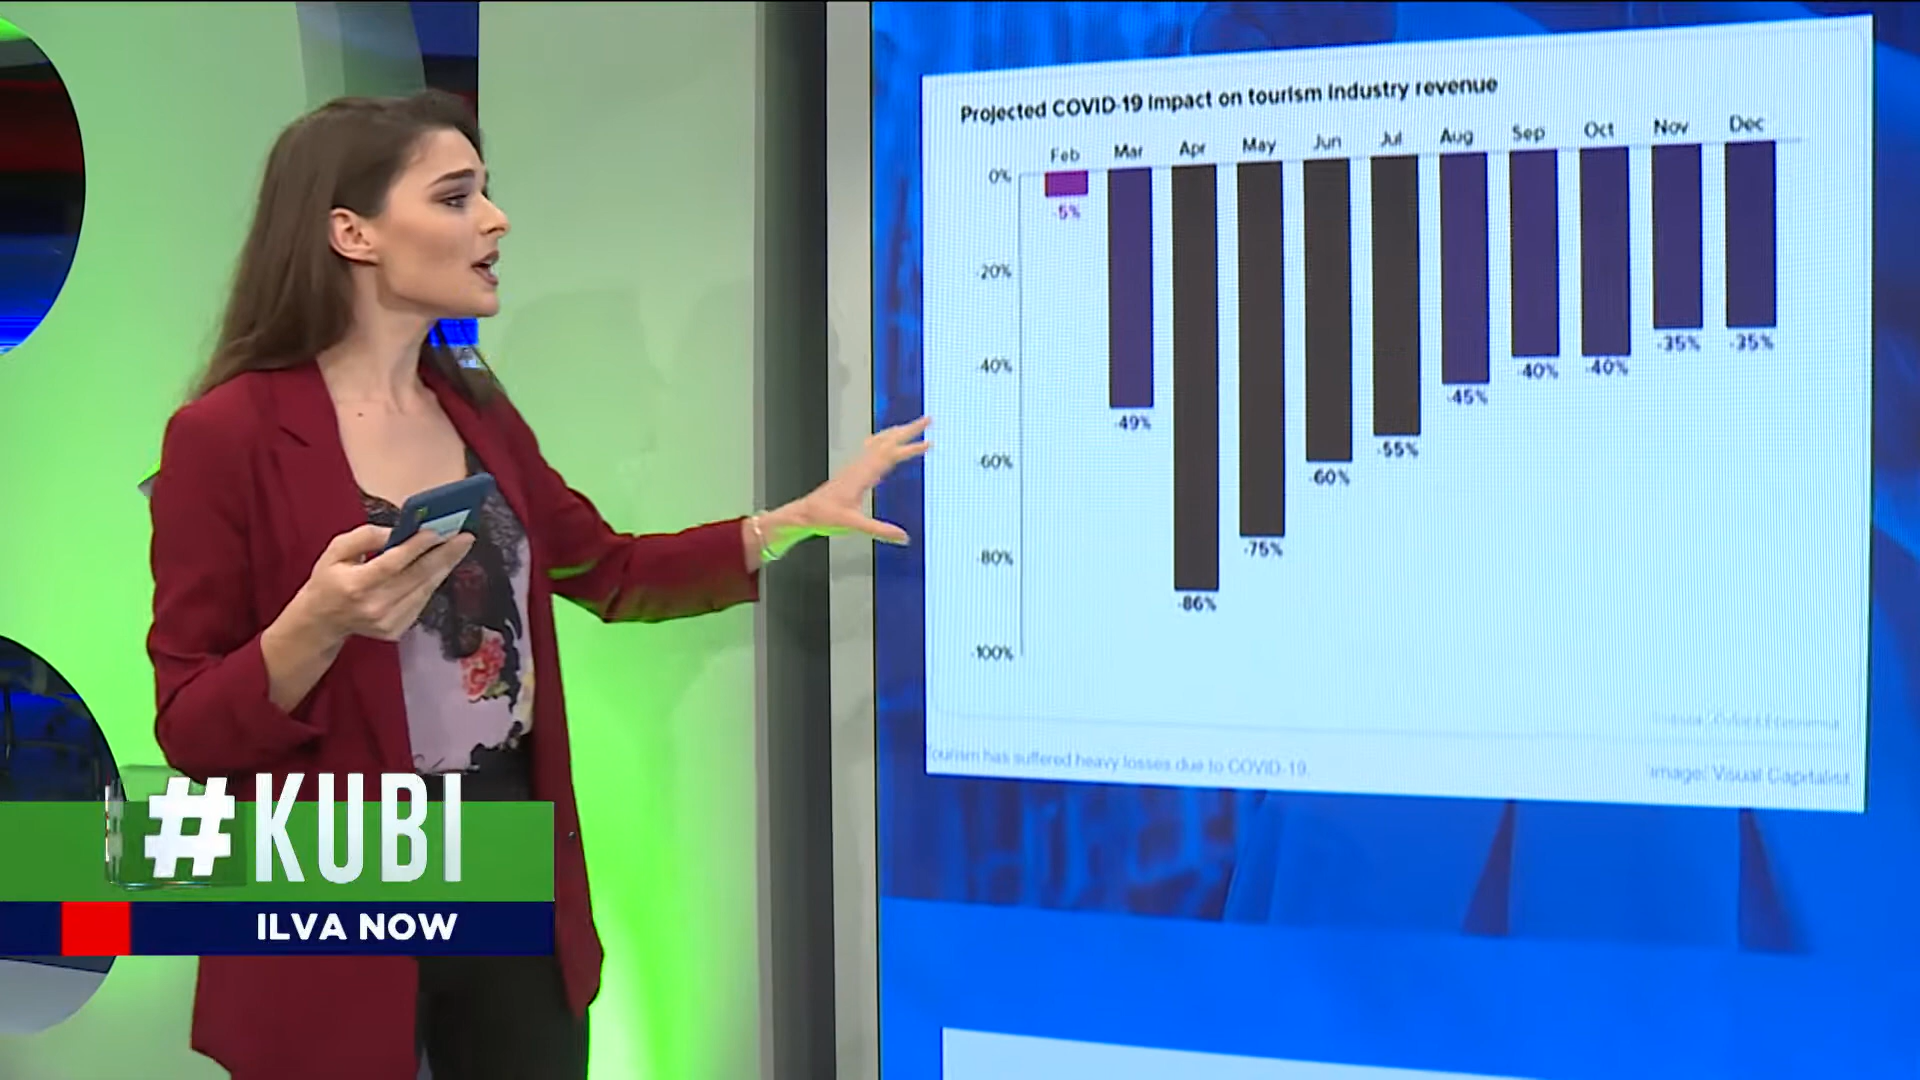 Projected COVID-19 impact on tourism industry revenue
Feb Mar Apr May Jun Jul Aug Sep Oct Nov Dec
0%
-20%
-40%
-60%
-80%
-100%
-5%
-49%
-86%
-75%
-60%
-55%
-45%
-40%
-40%
-35%
-35%
Tourism has suffered heavy losses due to COVID-19.
Image: Visual Capitalist
#KUBI
ILVA NOW